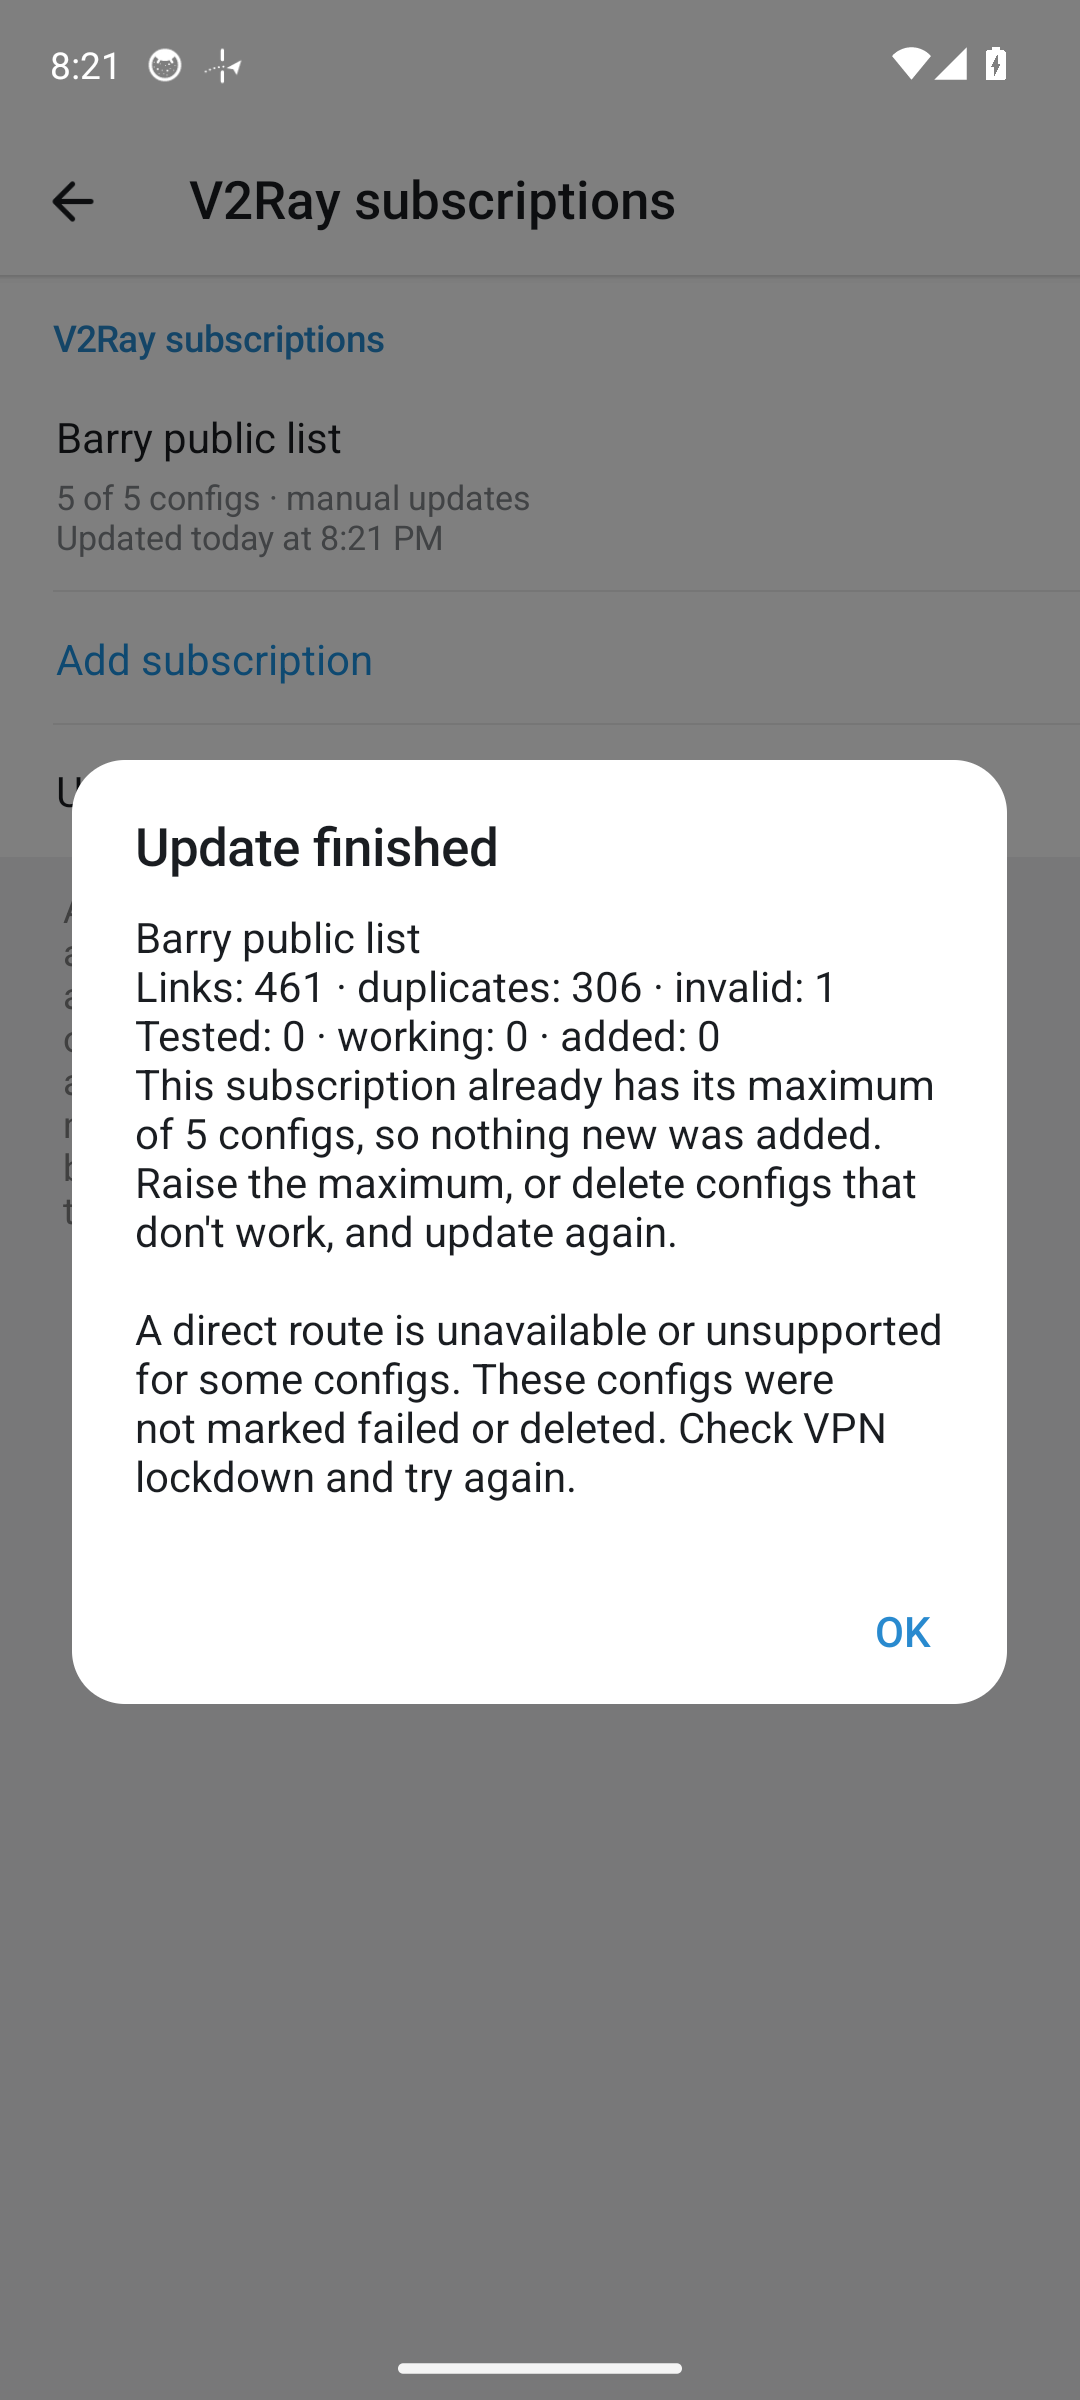 8:21
V2Ray subscriptions
V2Ray subscriptions
Barry public list
5 of 5 configs · manual updates
Updated today at 8:21 PM
Add subscription
Update finished
Barry public list
Links: 461 · duplicates: 306 · invalid: 1
Tested: 0 · working: 0 · added: 0
This subscription already has its maximum
of 5 configs, so nothing new was added.
Raise the maximum, or delete configs that
don't work, and update again.
A direct route is unavailable or unsupported
for some configs. These configs were
not marked failed or deleted. Check VPN
lockdown and try again.
OK